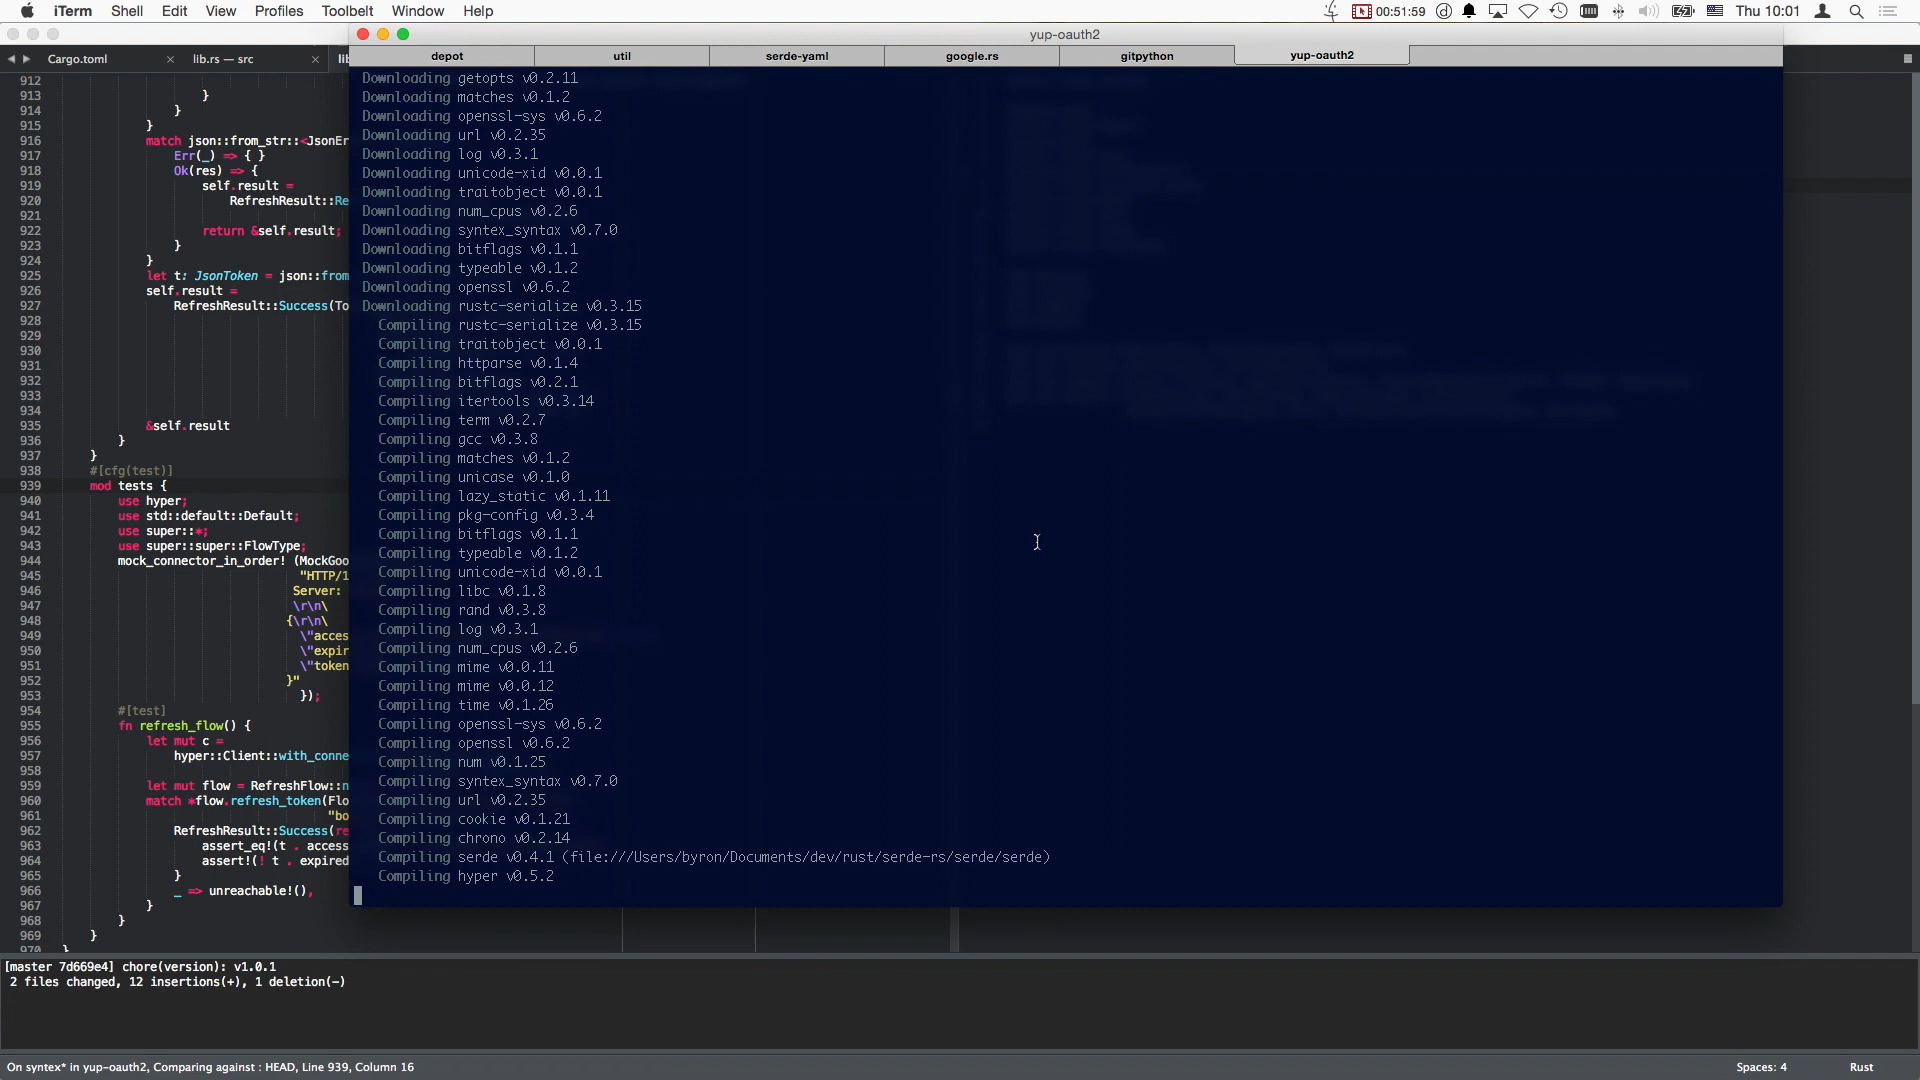 iTerm Shell Edit View Profiles Toolbelt Window Help 00:51:59 Thu 10:01
yup-oauth2
Cargo.toml × lib.rs — src ×
depot util serde-yaml google.rs gitpython yup-oauth2
912
913 }
914 }
915 }
916 match json::from_str::<JsonEr
917 Err(_) => { }
918 Ok(res) => {
919 self.result =
920 RefreshResult::Re
921
922 return &self.result;
923 }
924 }
925 let t: JsonToken = json::from
926 self.result =
927 RefreshResult::Success(To
928
929
930
931
932
933
934
935 &self.result
936 }
937 }
938 #[cfg(test)]
939 mod tests {
940 use hyper;
941 use std::default::Default;
942 use super::*;
943 use super::super::FlowType;
944 mock_connector_in_order! (MockGoo
945 "HTTP/1
946 Server:
947 \r\n\
948 {\r\n\
949 \"acces
950 \"expir
951 \"token
952 }"
953 });
954 #[test]
955 fn refresh_flow() {
956 let mut c =
957 hyper::Client::with_conne
958
959 let mut flow = RefreshFlow::n
960 match *flow.refresh_token(Flo
961 "bo
962 RefreshResult::Success(re
963 assert_eq!(t . access
964 assert!(! t . expired
965 }
966 _ => unreachable!(),
967 }
968 }
969 }
970 }
Downloading getopts v0.2.11
Downloading matches v0.1.2
Downloading openssl-sys v0.6.2
Downloading url v0.2.35
Downloading log v0.3.1
Downloading unicode-xid v0.0.1
Downloading traitobject v0.0.1
Downloading num_cpus v0.2.6
Downloading syntex_syntax v0.7.0
Downloading bitflags v0.1.1
Downloading typeable v0.1.2
Downloading openssl v0.6.2
Downloading rustc-serialize v0.3.15
Compiling rustc-serialize v0.3.15
Compiling traitobject v0.0.1
Compiling httparse v0.1.4
Compiling bitflags v0.2.1
Compiling itertools v0.3.14
Compiling term v0.2.7
Compiling gcc v0.3.8
Compiling matches v0.1.2
Compiling unicase v0.1.0
Compiling lazy_static v0.1.11
Compiling pkg-config v0.3.4
Compiling bitflags v0.1.1
Compiling typeable v0.1.2
Compiling unicode-xid v0.0.1
Compiling libc v0.1.8
Compiling rand v0.3.8
Compiling log v0.3.1
Compiling num_cpus v0.2.6
Compiling mime v0.0.11
Compiling mime v0.0.12
Compiling time v0.1.26
Compiling openssl-sys v0.6.2
Compiling openssl v0.6.2
Compiling num v0.1.25
Compiling syntex_syntax v0.7.0
Compiling url v0.2.35
Compiling cookie v0.1.21
Compiling chrono v0.2.14
Compiling serde v0.4.1 (file:///Users/byron/Documents/dev/rust/serde-rs/serde/serde)
Compiling hyper v0.5.2
[master 7d669e4] chore(version): v1.0.1
2 files changed, 12 insertions(+), 1 deletion(-)
On syntex* in yup-oauth2, Comparing against : HEAD, Line 939, Column 16 Spaces: 4 Rust